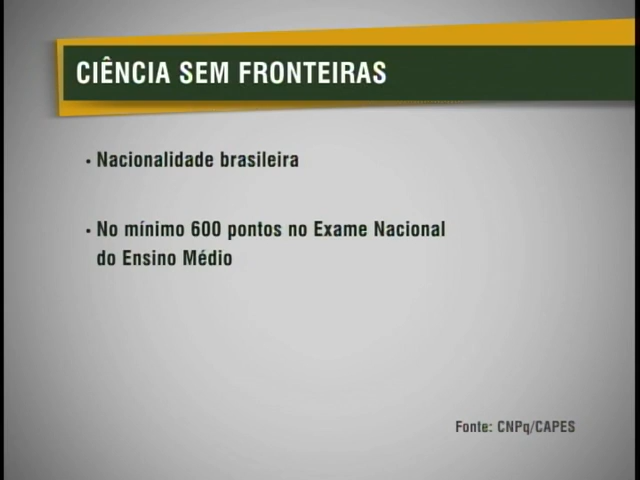 CIÊNCIA SEM FRONTEIRAS
• Nacionalidade brasileira
• No mínimo 600 pontos no Exame Nacional
do Ensino Médio
Fonte: CNPq/CAPES